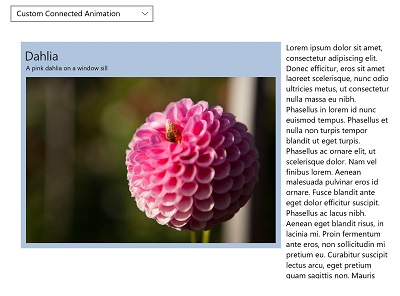 Custom Connected Animation
Dahlia
A pink dahlia on a window sill
Lorem ipsum dolor sit amet,
consectetur adipiscing elit.
Donec efficitur, eros sit amet
laoreet scelerisque, nunc odio
ultricies metus, ut consectetur
nulla massa eu nibh.
Phasellus in lorem id nunc
euismod tempus. Phasellus et
nulla non turpis tempor
blandit ut eget turpis.
Phasellus ac ornare elit, ut
scelerisque dolor. Nam vel
finibus lorem. Aenean
malesuada pulvinar eros id
ornare. Fusce blandit ante
eget dolor efficitur suscipit.
Phasellus ac lacus nibh.
Aenean eget blandit risus, in
lacinia mi. Proin fermentum
ante eros, non sollicitudin mi
pretium eu. Curabitur suscipit
lectus arcu, eget pretium
quam sagittis non. Mauris